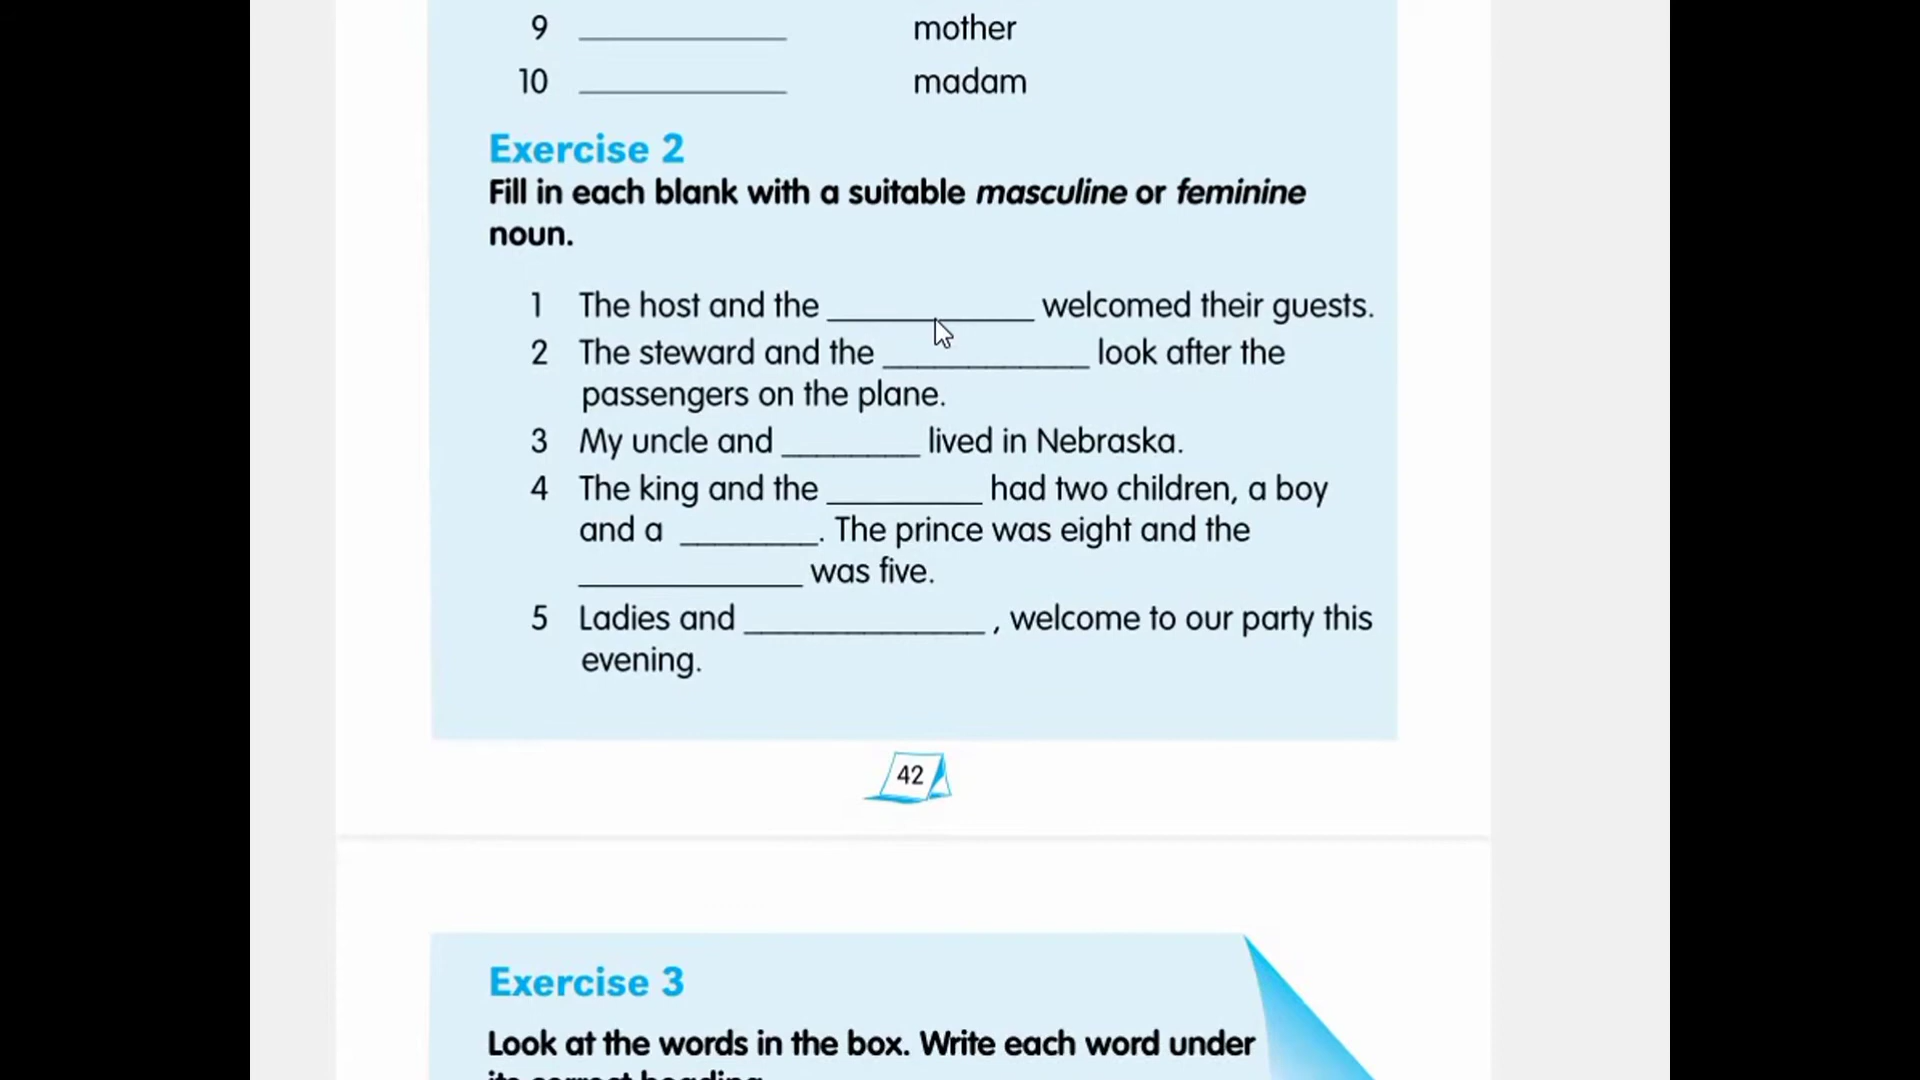 9 ____________ mother
10 ____________ madam
Exercise 2
Fill in each blank with a suitable masculine or feminine
noun.
1 The host and the ____________ welcomed their guests.
2 The steward and the ____________ look after the
passengers on the plane.
3 My uncle and ________ lived in Nebraska.
4 The king and the _________ had two children, a boy
and a ________. The prince was eight and the
_____________ was five.
5 Ladies and ______________ , welcome to our party this
evening.
42
Exercise 3
Look at the words in the box. Write each word under
its correct heading.